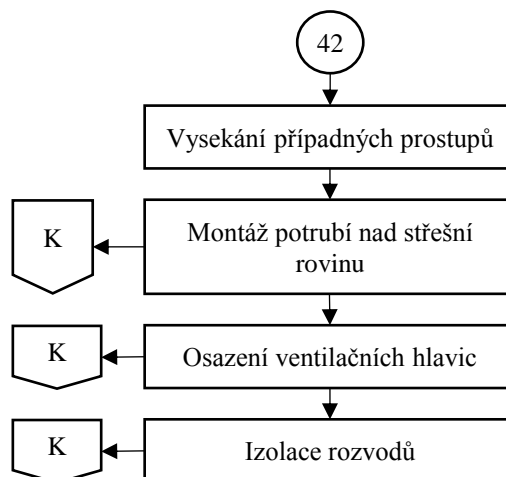 42
Vysekání případných prostupů
K
Montáž potrubí nad střešní
rovinu
K
Osazení ventilačních hlavic
K
Izolace rozvodů